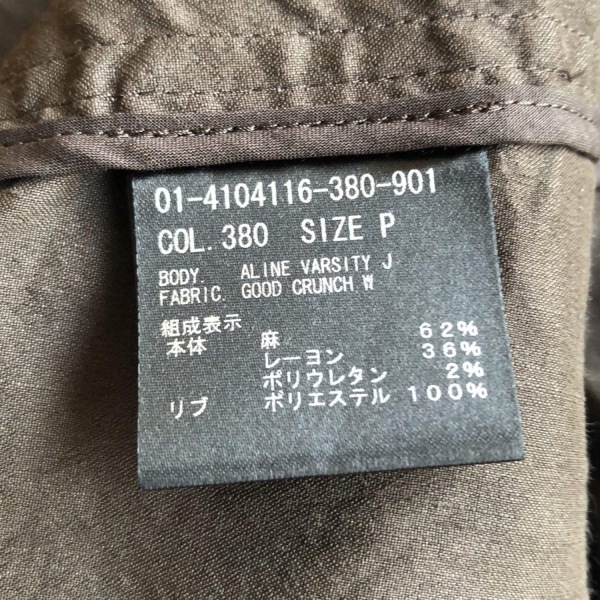 01-4104116-380-901
COL. 380 SIZE P
BODY. ALINE VARSITY J
FABRIC. GOOD CRUNCH W
組成表示
本体 麻 62%
レーヨン 36%
ポリウレタン 2%
リブ ポリエステル 100%